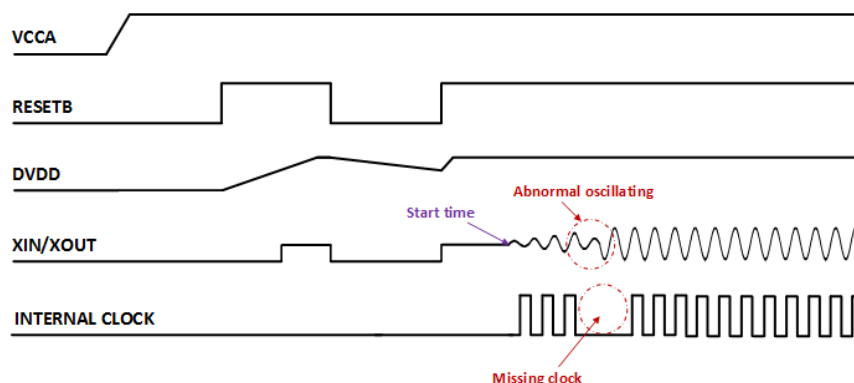 VCCA
RESETB
DVDD
Abnormal oscillating
Start time
XIN/XOUT
INTERNAL CLOCK
Missing clock